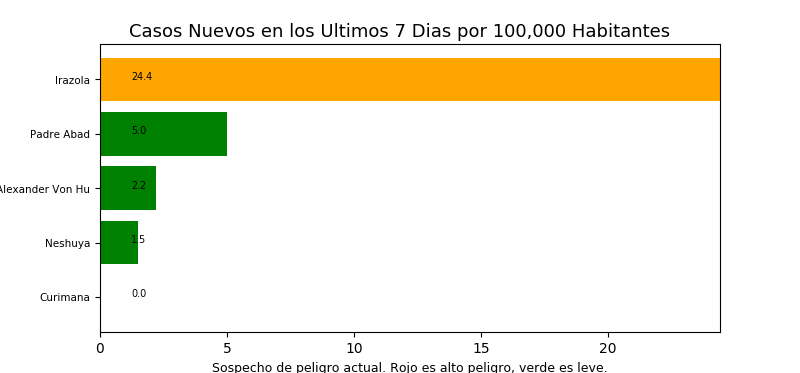 Casos Nuevos en los Ultimos 7 Dias por 100,000 Habitantes
Irazola 24.4
Padre Abad 5.0
Alexander Von Hu 2.2
Neshuya 1.5
Curimana 0.0
0 5 10 15 20
Sospecho de peligro actual. Rojo es alto peligro, verde es leve.